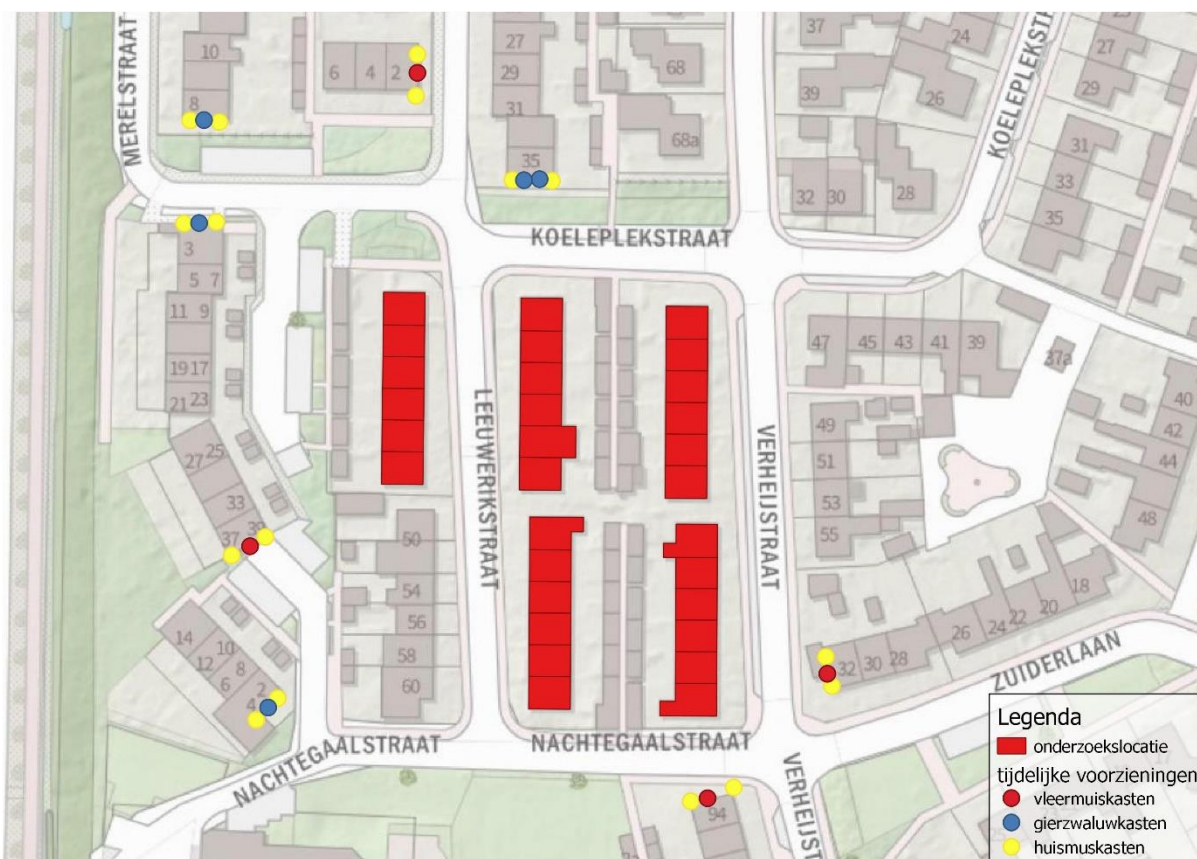 MERELSTRAAT
10
8
6 4 2
27
29
31
35
68
68a
37
39
32 30
28
24
26
KOELEPLEKSTR
27
29
31
33
35
KOELEPLEKSTRAAT
3
5 7
11 9
19 17
21 23
25
27
33
37 39
14
12
10
8
6
2
4
50
54
56
58
60
LEEUWERIKSTRAAT
VERHEIJSTRAAT
47 45 43 41 39
37a
49
51
53
55
40
42
44
48
18
20
22
24
26
28
30
32
ZUIDERLAAN
NACHTEGAALSTRAAT
NACHTEGAALSTRAAT
VERHEIJST
94
Legenda
onderzoekslocatie
tijdelijke voorzieningen
vleermuiskasten
gierzwaluwkasten
huismuskasten